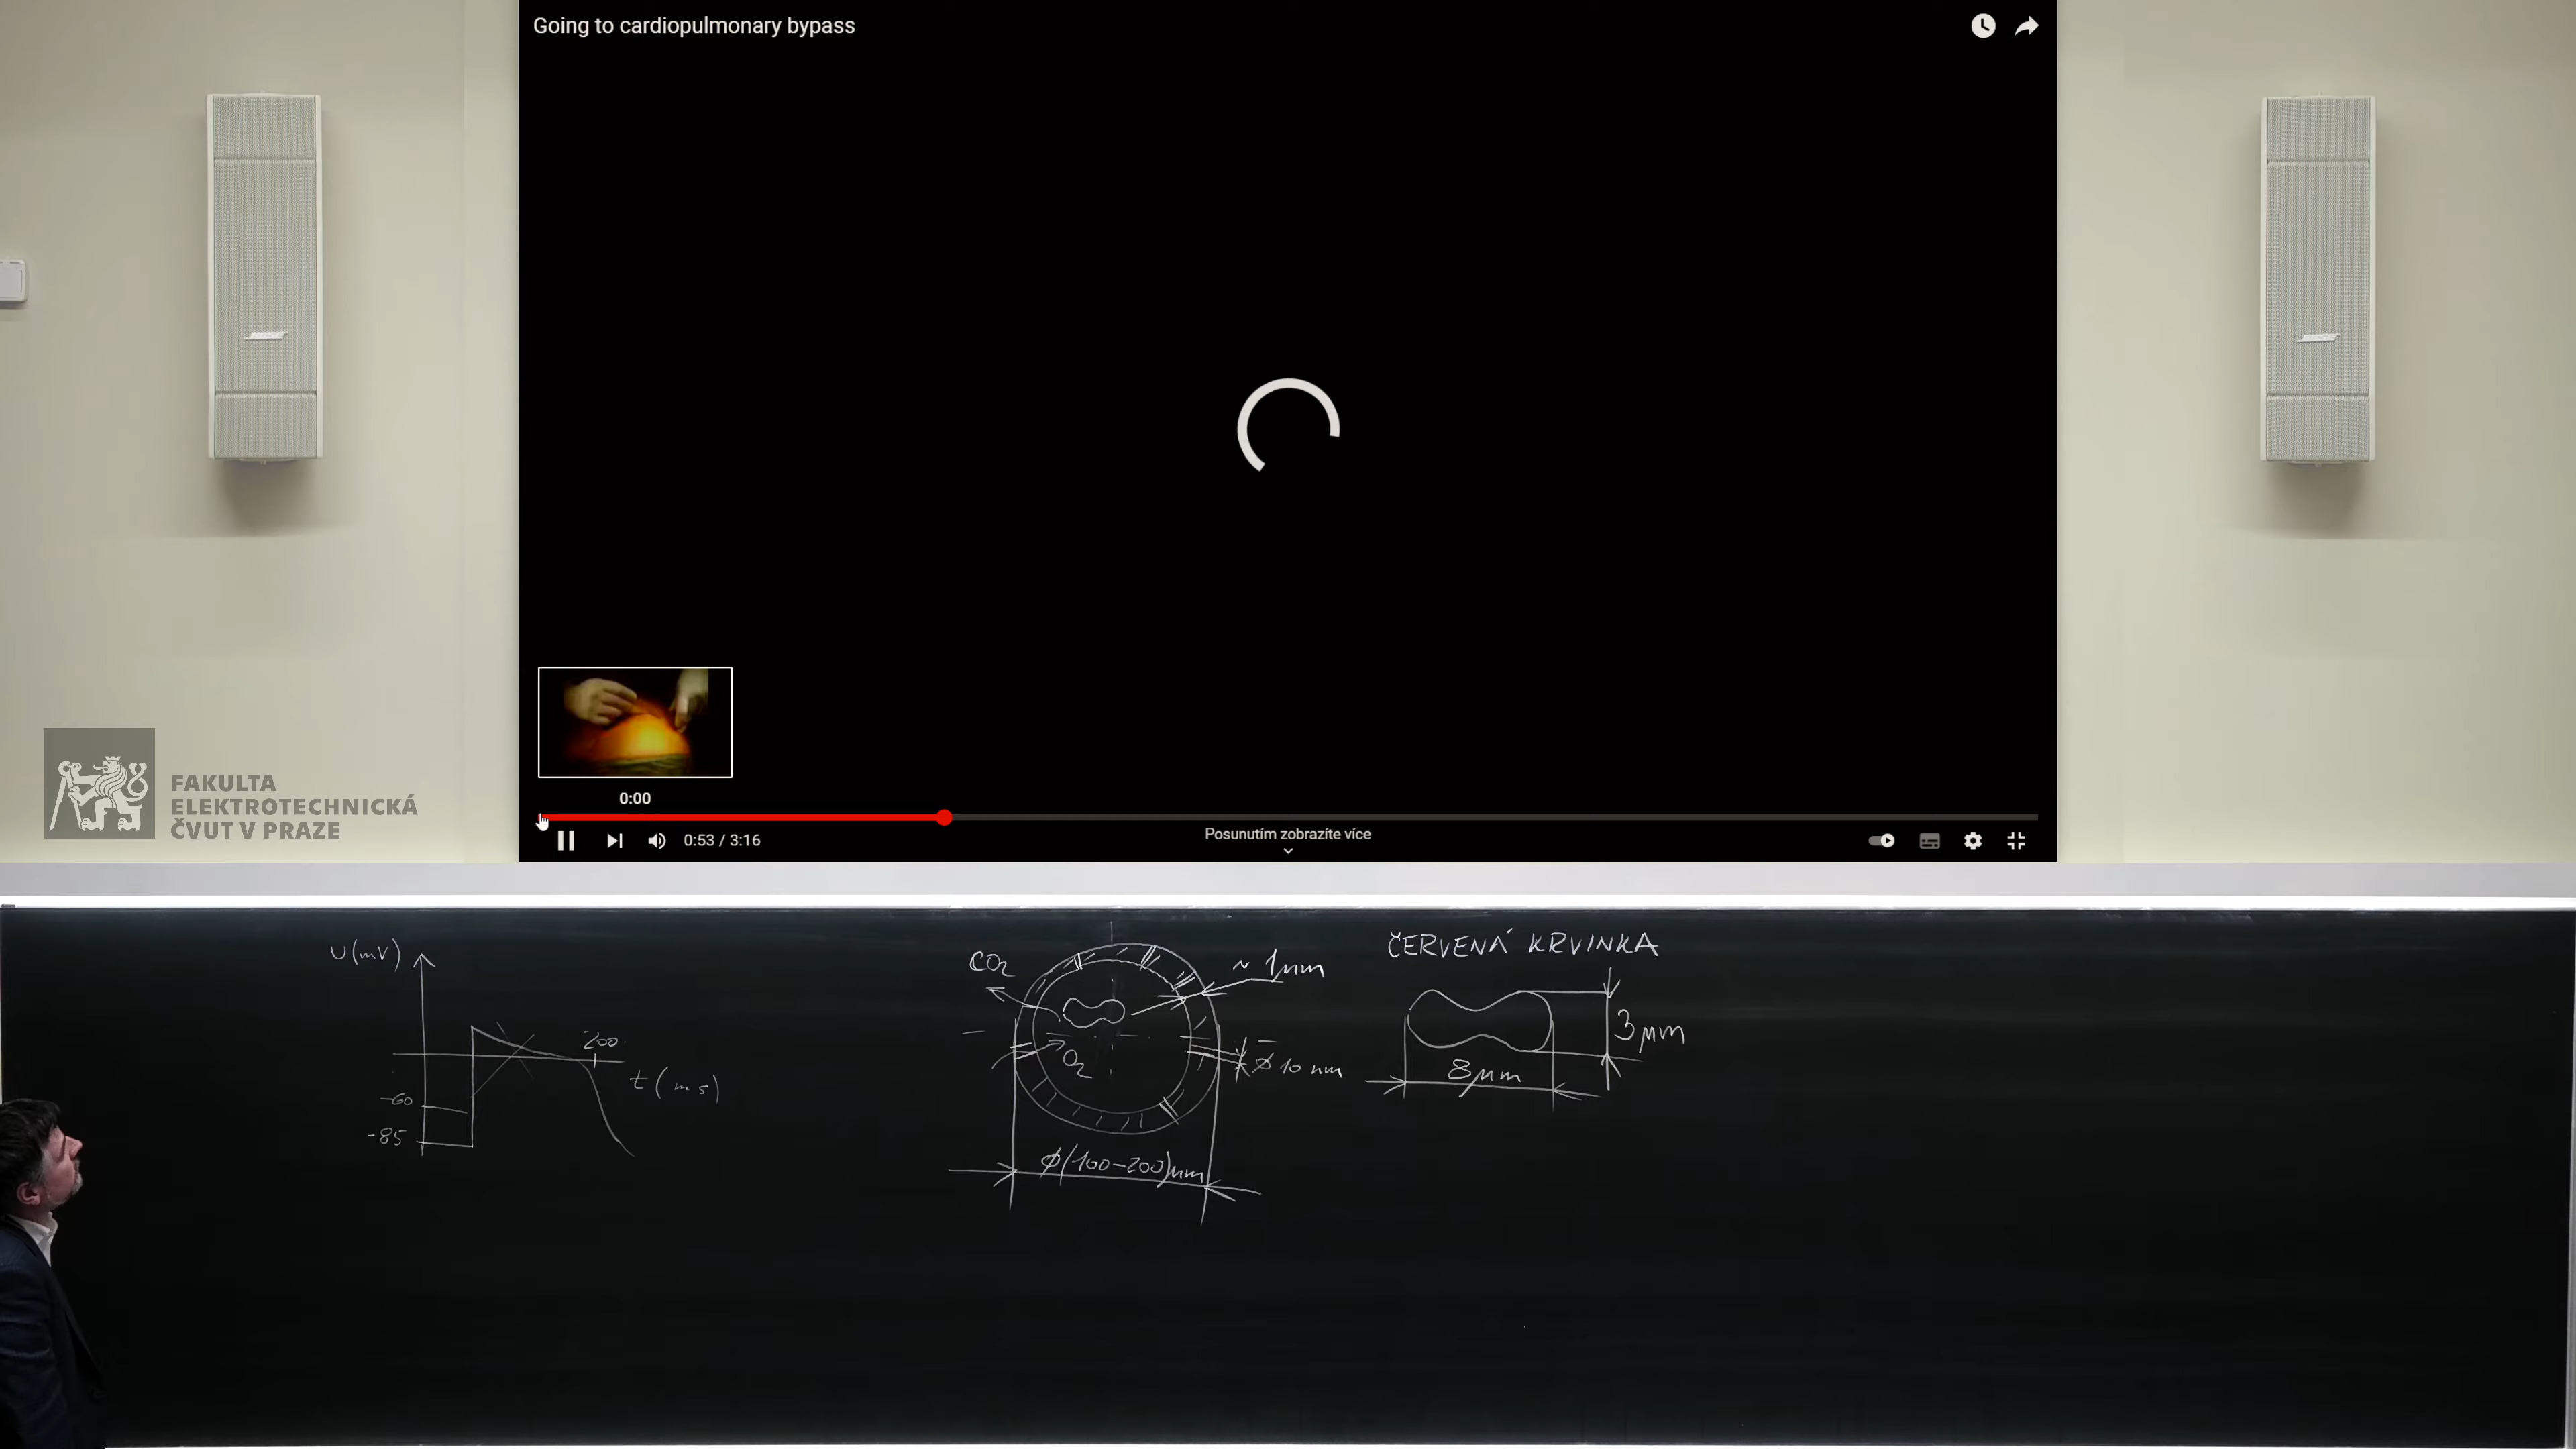 Going to cardiopulmonary bypass
0:00
0:53 / 3:16
Posunutím zobrazíte více
FAKULTA
ELEKTROTECHNICKÁ
ČVUT V PRAZE
U(mV)
200
t(ms)
-60
-85
CO₂
O₂
~ 1μm
ø 10 nm
ø(100-200)μm
ČERVENÁ KRVINKA
3μm
8μm